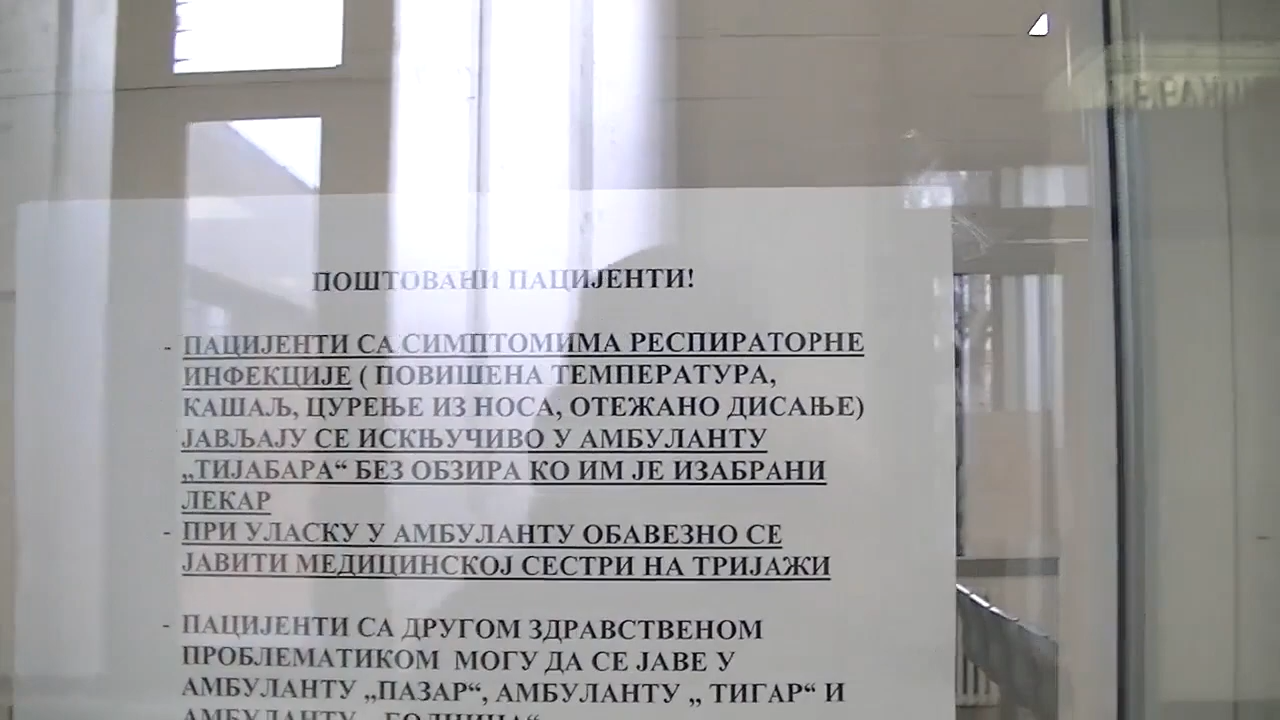 ПОШТОВАНИ ПАЦИЈЕНТИ!
- ПАЦИЈЕНТИ СА СИМПТОМИМА РЕСПИРАТОРНЕ
ИНФЕКЦИЈЕ ( ПОВИШЕНА ТЕМПЕРАТУРА,
КАШАЉ, ЦУРЕЊЕ ИЗ НОСА, ОТЕЖАНО ДИСАЊЕ)
ЈАВЉАЈУ СЕ ИСКЊУЧИВО У АМБУЛАНТУ
„ТИЈАБАРА“ БЕЗ ОБЗИРА КО ИМ ЈЕ ИЗАБРАНИ
ЛЕКАР
- ПРИ УЛАСКУ У АМБУЛАНТУ ОБАВЕЗНО СЕ
ЈАВИТИ МЕДИЦИНСКОЈ СЕСТРИ НА ТРИЈАЖИ
- ПАЦИЈЕНТИ СА ДРУГОМ ЗДРАВСТВЕНОМ
ПРОБЛЕМАТИКОМ МОГУ ДА СЕ ЈАВЕ У
АМБУЛАНТУ „ПАЗАР“, АМБУЛАНТУ „ ТИГАР“ И
АМБУЛАНТУ